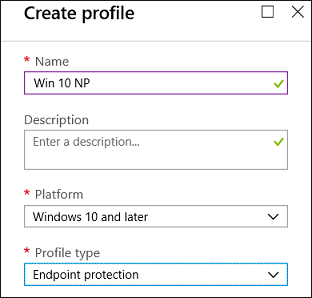 Create profile
* Name
Win 10 NP
Description
Enter a description...
* Platform
Windows 10 and later
* Profile type
Endpoint protection